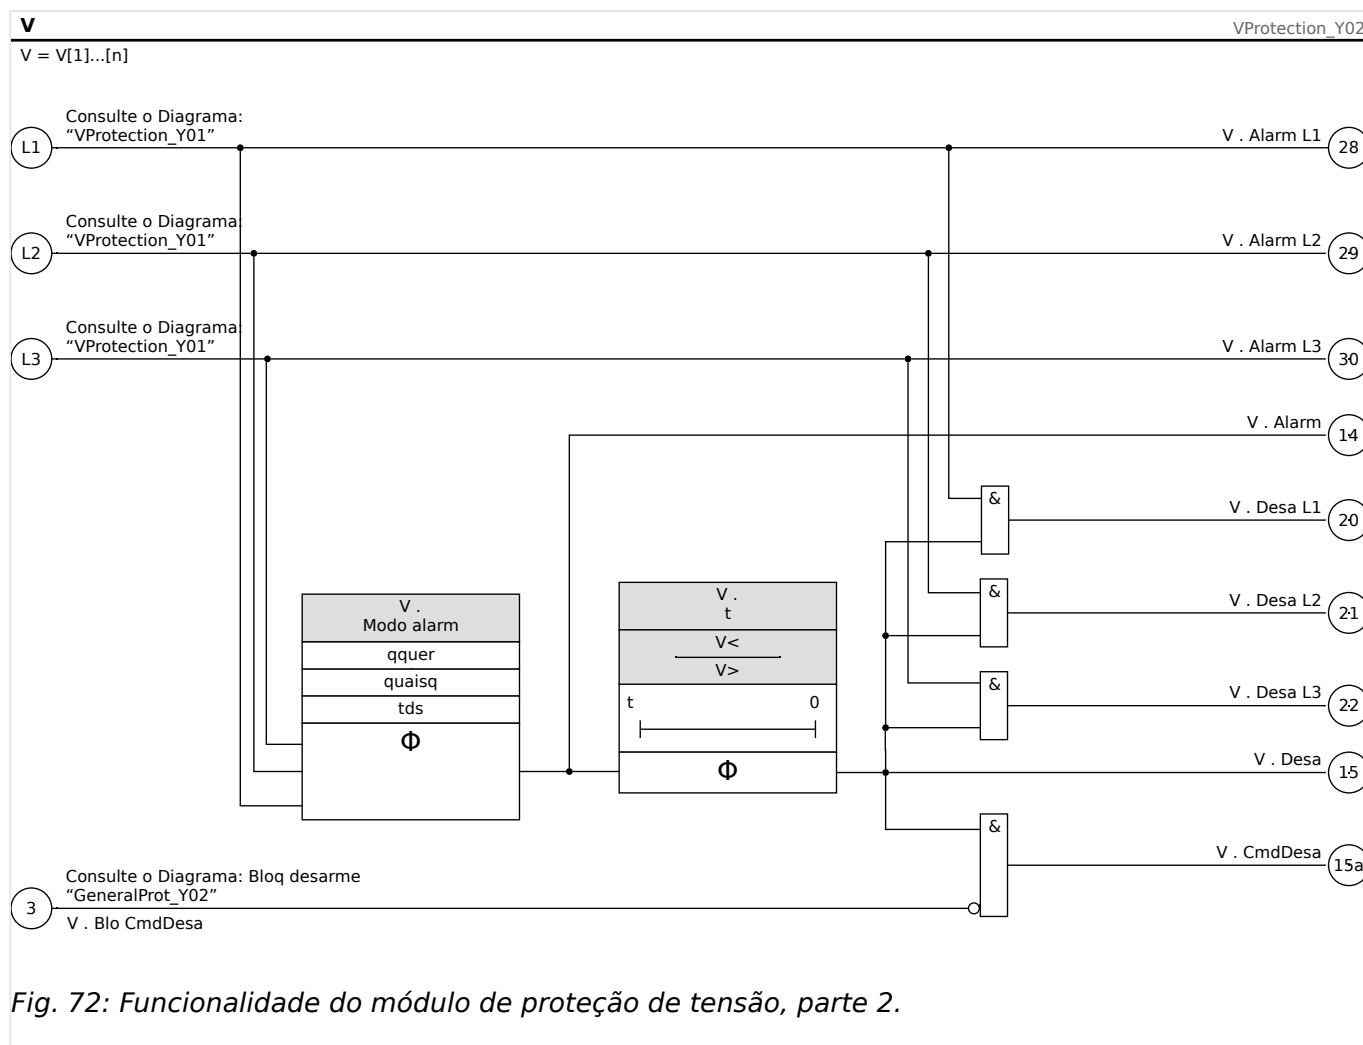 V
VProtection_Y02
V = V[1]...[n]
Consulte o Diagrama:
“VProtection_Y01”
L1
V . Alarm L1
28
Consulte o Diagrama:
“VProtection_Y01”
L2
V . Alarm L2
29
Consulte o Diagrama:
“VProtection_Y01”
L3
V . Alarm L3
30
V . Alarm
14
&
V . Desa L1
20
V .
Modo alarm
qquer
quaisq
tds
Φ
V .
t
V<
V>
t
0
Φ
&
V . Desa L2
21
&
V . Desa L3
22
V . Desa
15
&
V . CmdDesa
15a
Consulte o Diagrama: Bloq desarme
“GeneralProt_Y02”
3
V . Blo CmdDesa
Fig. 72: Funcionalidade do módulo de proteção de tensão, parte 2.